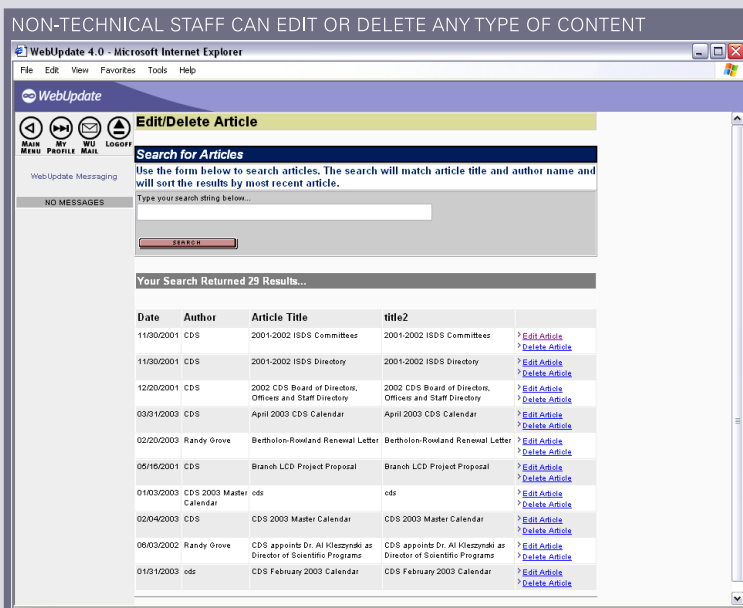 NON-TECHNICAL STAFF CAN EDIT OR DELETE ANY TYPE OF CONTENT
WebUpdate 4.0 - Microsoft Internet Explorer
File Edit View Favorites Tools Help
WebUpdate
MAIN MENU MY PROFILE WU MAIL LOGOFF
WebUpdate Messaging
NO MESSAGES
Edit/Delete Article
Search for Articles
Use the form below to search articles. The search will match article title and author name and
will sort the results by most recent article.
Type your search string below...
SEARCH
Your Search Returned 29 Results...
Date Author Article Title title2
11/30/2001 CDS 2001-2002 ISDS Committees 2001-2002 ISDS Committees Edit Article
Delete Article
11/30/2001 CDS 2001-2002 ISDS Directory 2001-2002 ISDS Directory Edit Article
Delete Article
12/20/2001 CDS 2002 CDS Board of Directors, 2002 CDS Board of Directors, Edit Article
Officers and Staff Directory Officers and Staff Directory Delete Article
03/31/2003 CDS April 2003 CDS Calendar April 2003 CDS Calendar Edit Article
Delete Article
02/20/2003 Randy Grove Bertholon-Rowland Renewal Letter Bertholon-Rowland Renewal Letter Edit Article
Delete Article
05/16/2001 CDS Branch LCD Project Proposal Branch LCD Project Proposal Edit Article
Delete Article
01/03/2003 CDS 2003 Master cds cds Edit Article
Calendar Delete Article
02/04/2003 CDS CDS 2003 Master Calendar CDS 2003 Master Calendar Edit Article
Delete Article
06/03/2002 Randy Grove CDS appoints Dr. Al Kleszynski as CDS appoints Dr. Al Kleszynski as Edit Article
Director of Scientific Programs Director of Scientific Programs Delete Article
01/31/2003 cds CDS February 2003 Calendar CDS February 2003 Calendar Edit Article
Delete Article